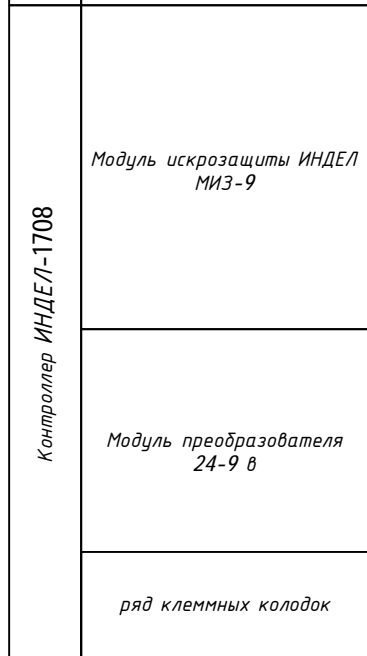 Контроллер ИНДЕЛ-1708
Модуль искрозащиты ИНДЕЛ
МИЗ-9
Модуль преобразователя
24-9 в
ряд клеммных колодок